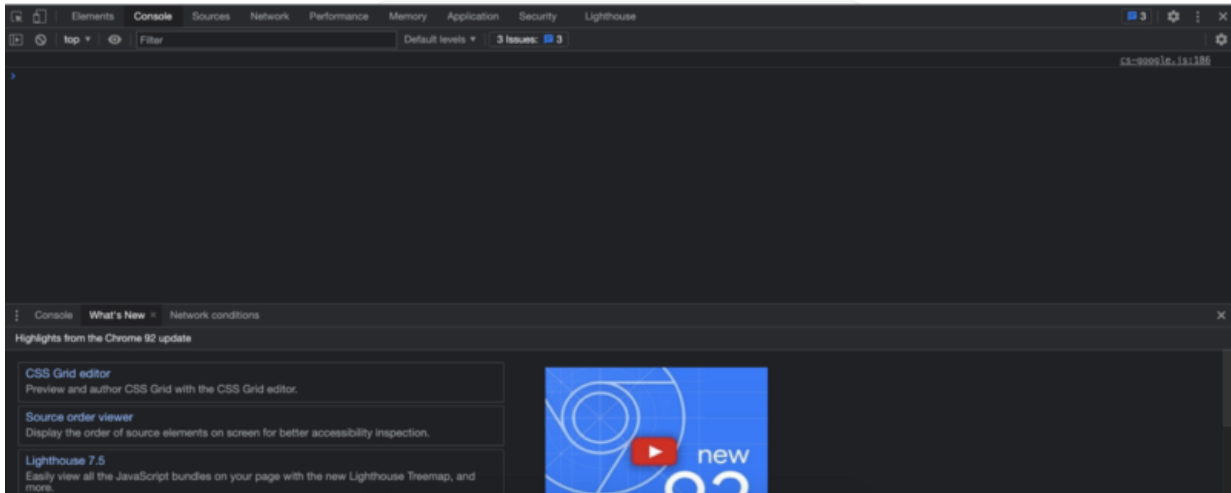 Elements Console Sources Network Performance Memory Application Security Lighthouse 3
top Filter Default levels 3 Issues: 3
cs-google.js:186
Console What's New Network conditions
Highlights from the Chrome 92 update
CSS Grid editor
Preview and author CSS Grid with the CSS Grid editor.
Source order viewer
Display the order of source elements on screen for better accessibility inspection.
Lighthouse 7.5
Easily view all the JavaScript bundles on your page with the new Lighthouse Treemap, and
more.
new
92